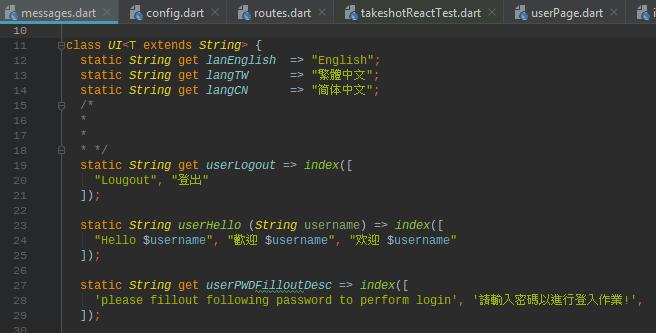 messages.dart config.dart routes.dart takeshotReactTest.dart userPage.dart
10
11 class UI<T extends String> {
12 static String get lanEnglish => "English";
13 static String get langTW => "繁體中文";
14 static String get langCN => "简体中文";
15 /*
16 *
17 *
18 * */
19 static String get userLogout => index([
20 "Lougout", "登出"
21 ]);
22
23 static String userHello (String username) => index([
24 "Hello $username", "歡迎 $username", "欢迎 $username"
25 ]);
26
27 static String get userPWDFilloutDesc => index([
28 'please fillout following password to perform login', '請輸入密碼以進行登入作業!',
29 ]);
30